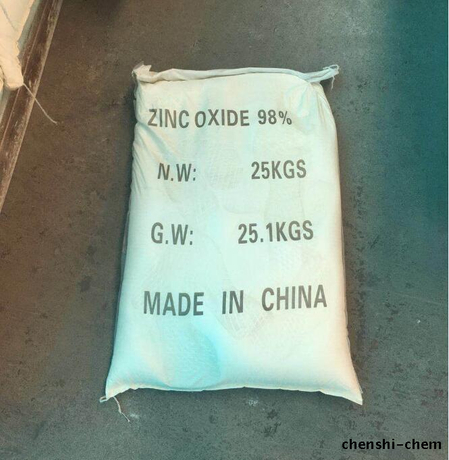 ZINC OXIDE 98%
N.W: 25KGS
G.W: 25.1KGS
MADE IN CHINA
chenshi-chem